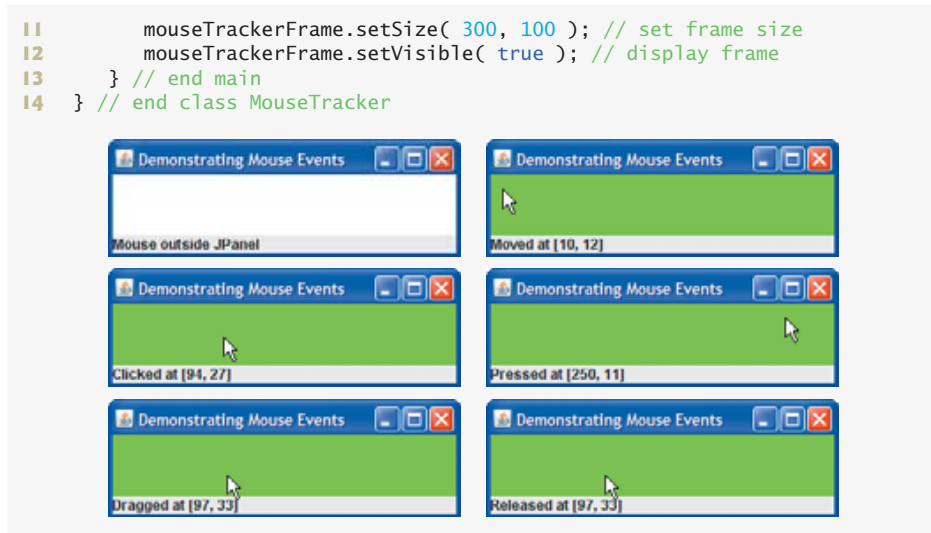 11 mouseTrackerFrame.setSize( 300, 100 ); // set frame size
12 mouseTrackerFrame.setVisible( true ); // display frame
13 } // end main
14 } // end class MouseTracker
Demonstrating Mouse Events
Mouse outside JPanel
Demonstrating Mouse Events
Moved at [10, 12]
Demonstrating Mouse Events
Clicked at [94, 27]
Demonstrating Mouse Events
Pressed at [250, 11]
Demonstrating Mouse Events
Dragged at [97, 33]
Demonstrating Mouse Events
Released at [97, 33]